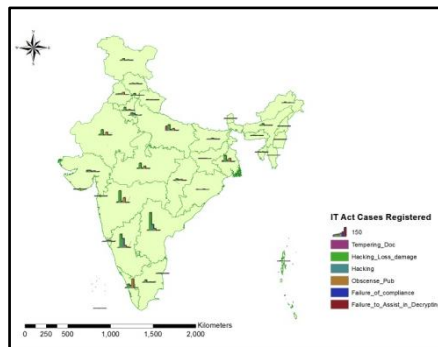 IT Act Cases Registered
150
Tempering_Doc
Hacking_Loss_damage
Hacking
Obscense_Pub
Failure_of_compliance
Failure_to_Assist_in_Decryptin
Kilometers
0 250 500 1,000 1,500 2,000